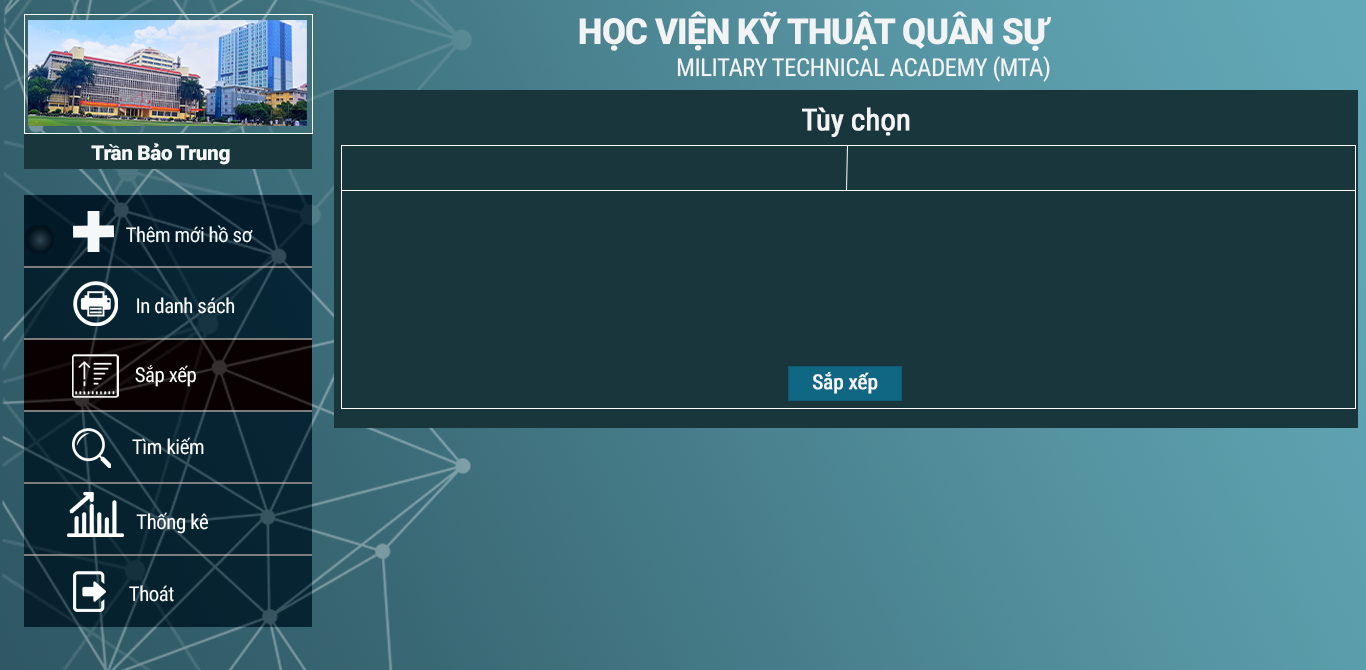 HỌC VIỆN KỸ THUẬT QUÂN SỰ
MILITARY TECHNICAL ACADEMY (MTA)
Trần Bảo Trung
Thêm mới hồ sơ
In danh sách
Sắp xếp
Tìm kiếm
Thống kê
Thoát
Tùy chọn
Sắp xếp